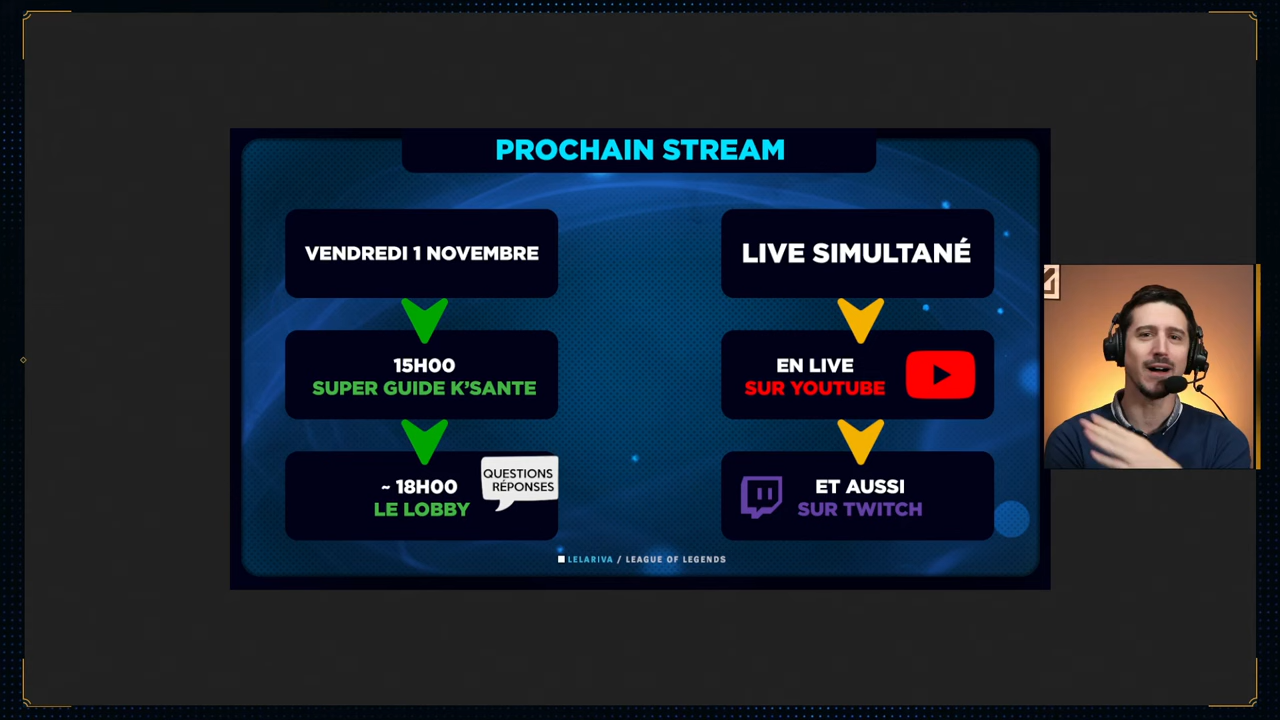 PROCHAIN STREAM
VENDREDI 1 NOVEMBRE
15H00
SUPER GUIDE K'SANTE
~ 18H00
LE LOBBY
QUESTIONS
RÉPONSES
LIVE SIMULTANÉ
EN LIVE
SUR YOUTUBE
ET AUSSI
SUR TWITCH
LELARIVA / LEAGUE OF LEGENDS